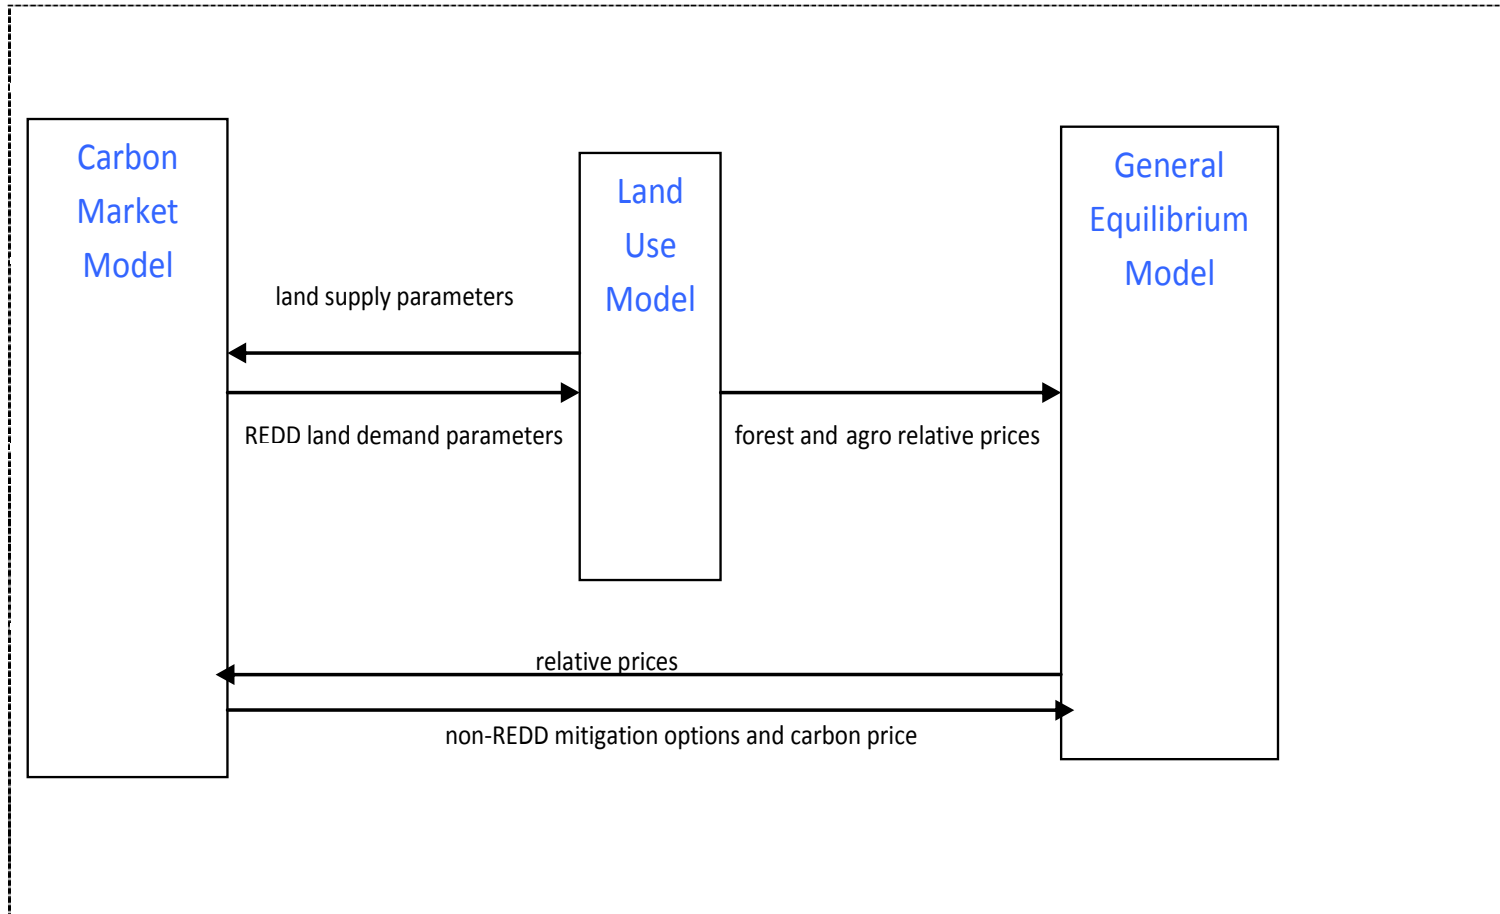 Carbon
Market
Model
Land
Use
Model
General
Equilibrium
Model
land supply parameters
REDD land demand parameters
forest and agro relative prices
relative prices
non-REDD mitigation options and carbon price